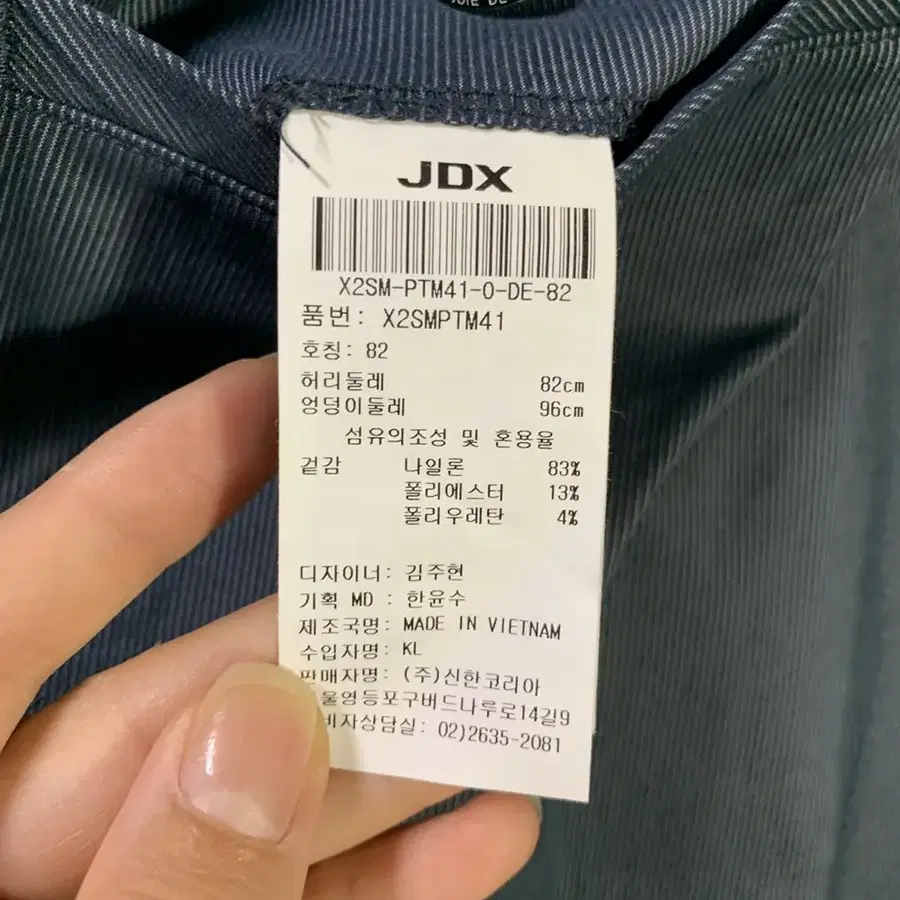 DE
JDX
X2SM-PTM41-0-DE-82
품번: X2SMPTM41
호칭: 82
허리둘레 82cm
엉덩이둘레 96cm
섬유의조성 및 혼용율
겉감 나일론 83%
폴리에스터 13%
폴리우레탄 4%
디자이너: 김주현
기획 MD : 한윤수
제조국명: MADE IN VIETNAM
수입자명: KL
판매자명: (주)신한코리아
울영등포구버드나루로14길9
비자상담실: 02)2635-2081